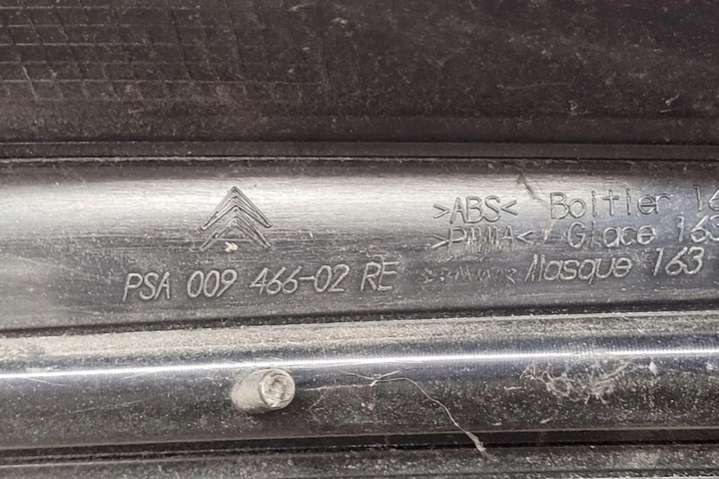 PSA 009 466-02 RE
>ABS< Boitier 16
>PMMA< Glace 163
Masque 163